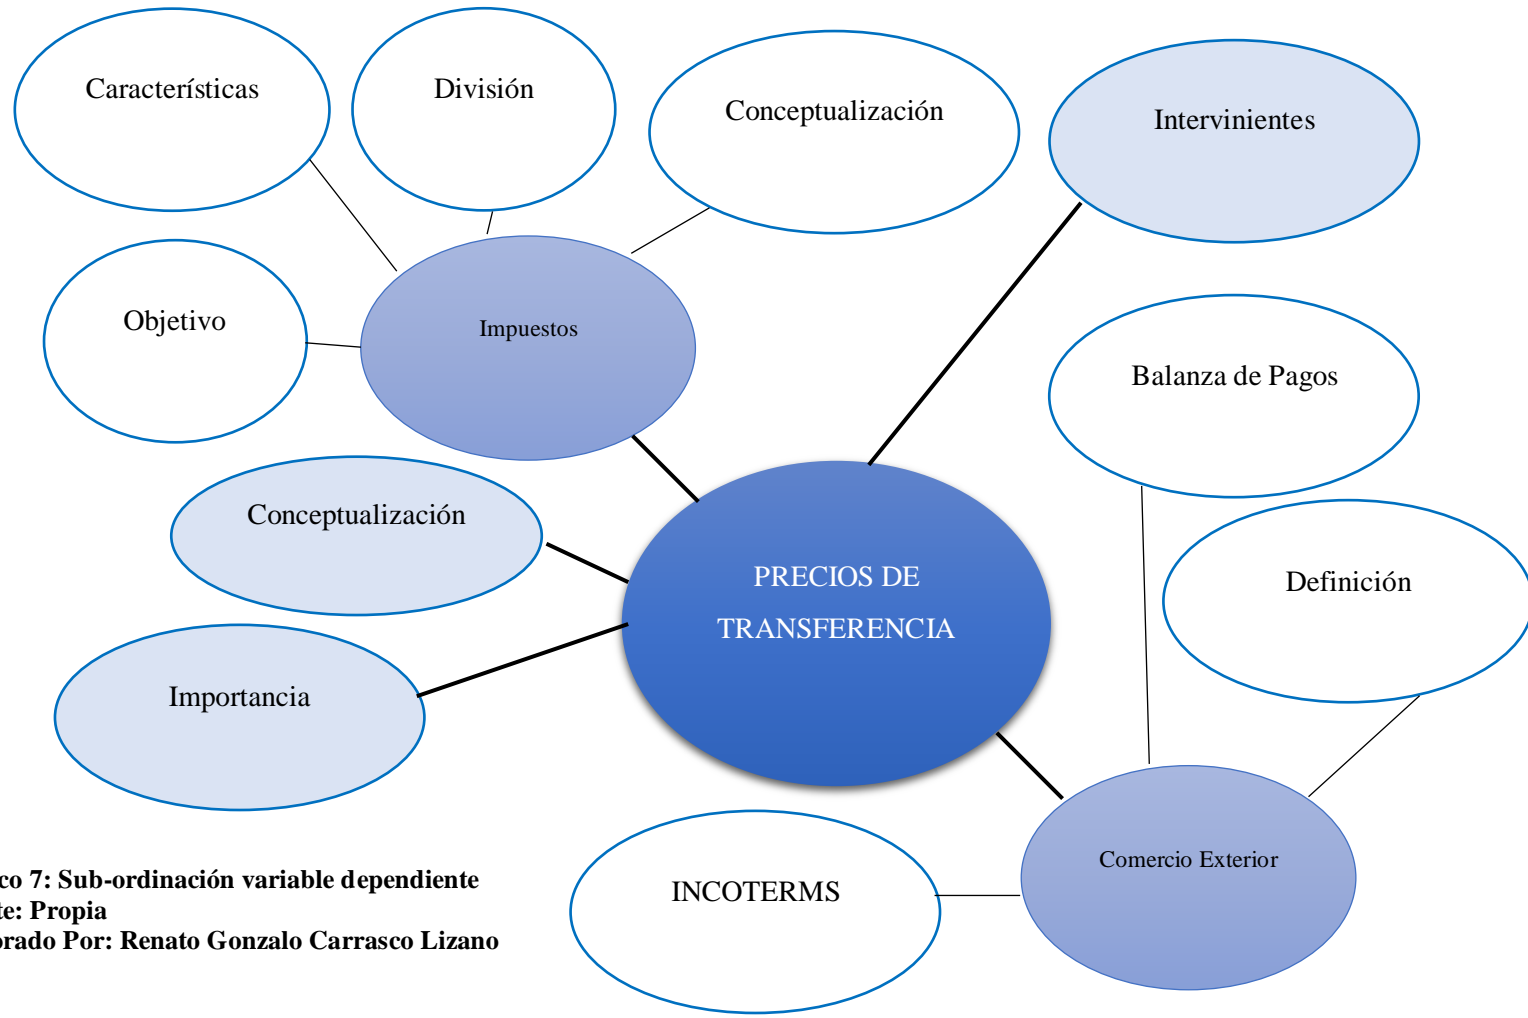 Características
División
Conceptualización
Intervinientes
Objetivo
Impuestos
Balanza de Pagos
Conceptualización
PRECIOS DE
TRANSFERENCIA
Definición
Importancia
Comercio Exterior
INCOTERMS
co 7: Sub-ordinación variable dependiente
te: Propia
orado Por: Renato Gonzalo Carrasco Lizano